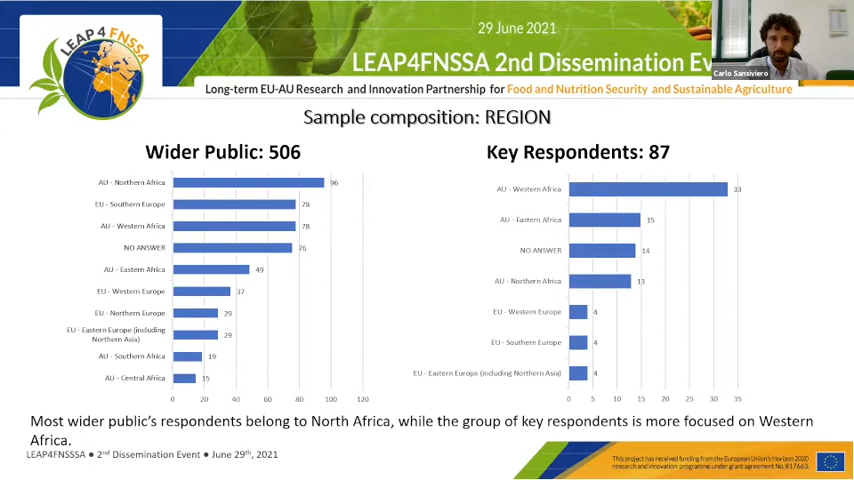 29 June 2021
LEAP4FNSSA 2nd Dissemination Ev
Carlo Sansiviero
LEAP 4 FNSSA
Long-term EU-AU Research and Innovation Partnership for Food and Nutrition Security and Sustainable Agriculture
Sample composition: REGION
Wider Public: 506
AU - Northern Africa 96
EU - Southern Europe 78
AU - Western Africa 78
NO ANSWER 76
AU - Eastern Africa 49
EU - Western Europe 37
EU - Northern Europe 29
EU - Eastern Europe (including
Northern Asia) 29
AU - Southern Africa 19
AU - Central Africa 15
0 20 40 60 80 100 120
Key Respondents: 87
AU - Western Africa 33
AU - Eastern Africa 15
NO ANSWER 14
AU - Northern Africa 13
EU - Western Europe 4
EU - Southern Europe 4
EU - Eastern Europe (including Northern Asia) 4
0 5 10 15 20 25 30 35
Most wider public's respondents belong to North Africa, while the group of key respondents is more focused on Western
Africa.
LEAP4FNSSSA ● 2nd Dissemination Event ● June 29th, 2021
This project has received funding from the European Union's Horizon 2020
research and innovation programme under grant agreement No. 817663.